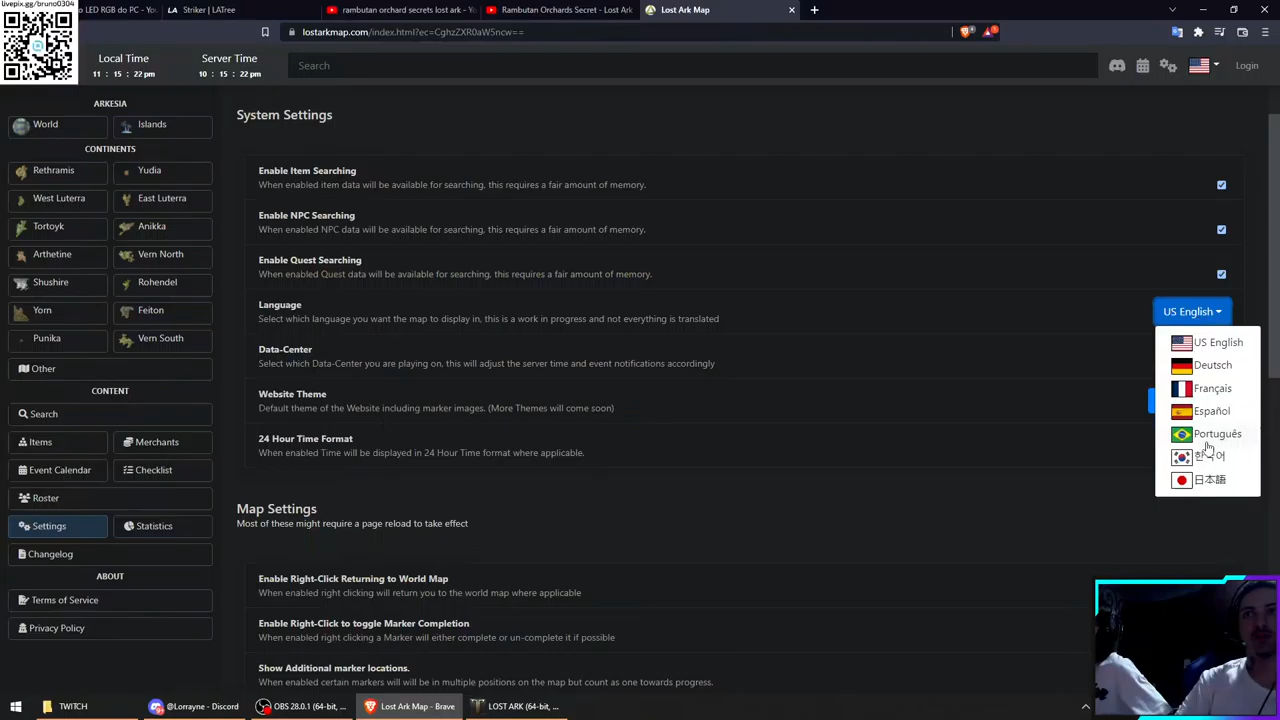 livepix.gg/bruno0304
o LED RGB do PC - Yo
LA Striker | LATree
rambutan orchard secrets lost ark -
Rambutan Orchards Secret - Lost Ark
Lost Ark Map
lostarkmap.com/index.html?ec=CghzZXR0aW5ncw==
Local Time
11 : 15 : 22 pm
Server Time
10 : 15 : 22 pm
Search
Login
ARKESIA
World
Islands
CONTINENTS
Rethramis
Yudia
West Luterra
East Luterra
Tortoyk
Anikka
Arthetine
Vern North
Shushire
Rohendel
Yorn
Feiton
Punika
Vern South
Other
CONTENT
Search
Items
Merchants
Event Calendar
Checklist
Roster
Settings
Statistics
Changelog
ABOUT
Terms of Service
Privacy Policy
System Settings
Enable Item Searching
When enabled item data will be available for searching, this requires a fair amount of memory.
Enable NPC Searching
When enabled NPC data will be available for searching, this requires a fair amount of memory.
Enable Quest Searching
When enabled Quest data will be available for searching, this requires a fair amount of memory.
Language
Select which language you want the map to display in, this is a work in progress and not everything is translated
US English
US English
Deutsch
Français
Español
Português
한국어
日本語
Data-Center
Select which Data-Center you are playing on, this will adjust the server time and event notifications accordingly
Website Theme
Default theme of the Website including marker images. (More Themes will come soon)
24 Hour Time Format
When enabled Time will be displayed in 24 Hour Time format where applicable.
Map Settings
Most of these might require a page reload to take effect
Enable Right-Click Returning to World Map
When enabled right clicking will return you to the world map where applicable
Enable Right-Click to toggle Marker Completion
When enabled right clicking a Marker will either complete or un-complete it if possible
Show Additional marker locations.
When enabled certain markers will will be in multiple positions on the map but count as one towards progress.
TWITCH
@Lorrayne - Discord
OBS 28.0.1 (64-bit, ...
Lost Ark Map - Brave
LOST ARK (64-bit, ...